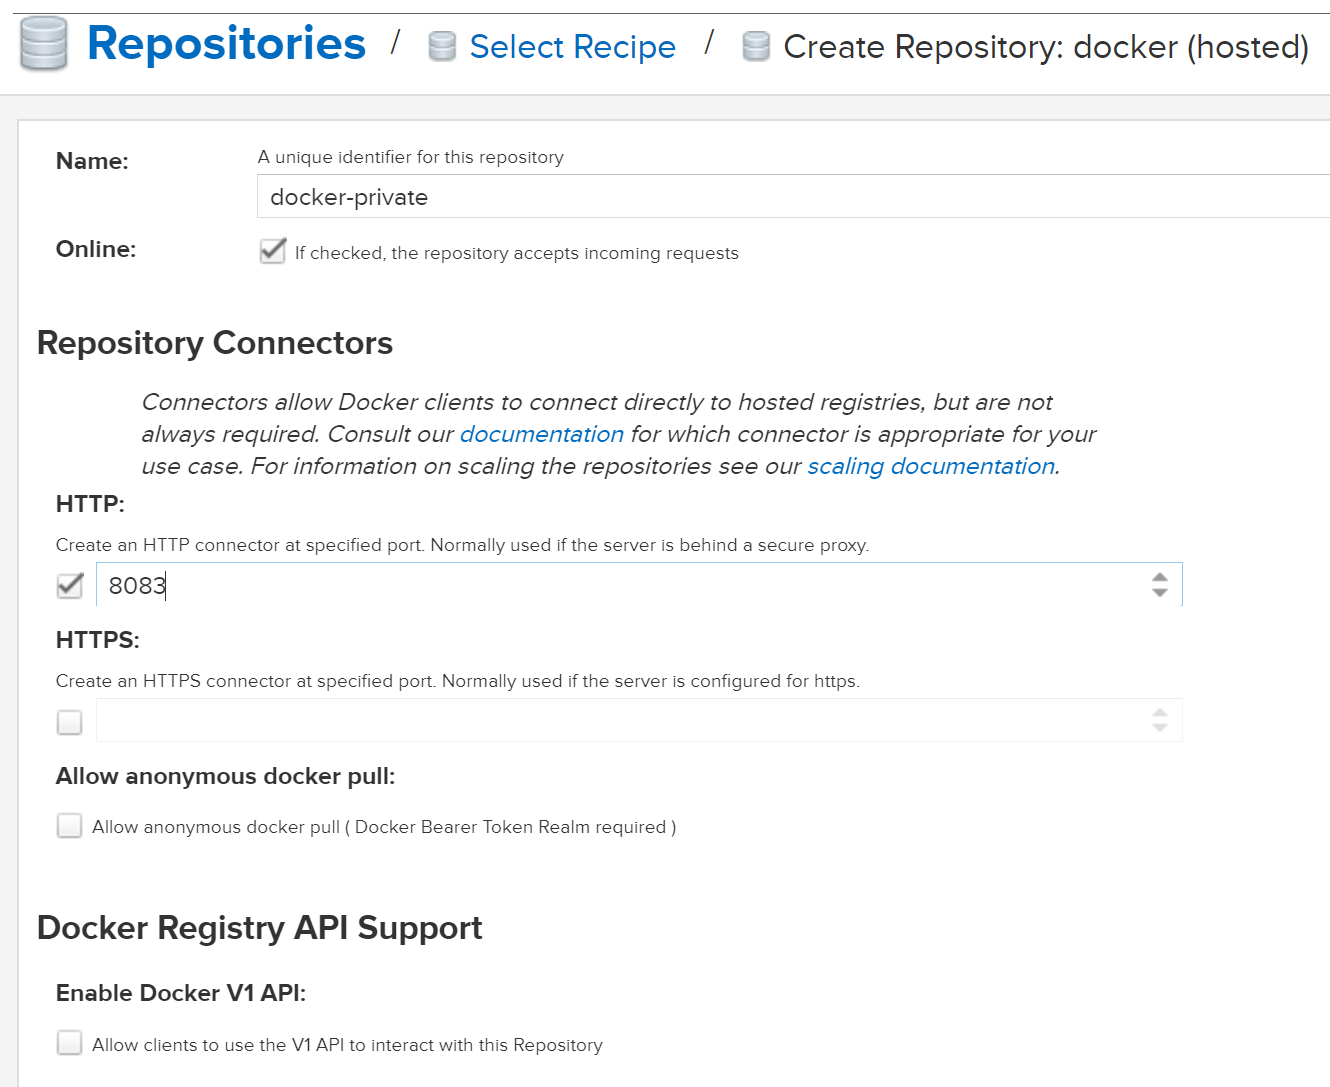 Repositories / Select Recipe / Create Repository: docker (hosted)
Name:
A unique identifier for this repository
docker-private
Online:
If checked, the repository accepts incoming requests
Repository Connectors
Connectors allow Docker clients to connect directly to hosted registries, but are not
always required. Consult our documentation for which connector is appropriate for your
use case. For information on scaling the repositories see our scaling documentation.
HTTP:
Create an HTTP connector at specified port. Normally used if the server is behind a secure proxy.
8083
HTTPS:
Create an HTTPS connector at specified port. Normally used if the server is configured for https.
Allow anonymous docker pull:
Allow anonymous docker pull ( Docker Bearer Token Realm required )
Docker Registry API Support
Enable Docker V1 API:
Allow clients to use the V1 API to interact with this Repository